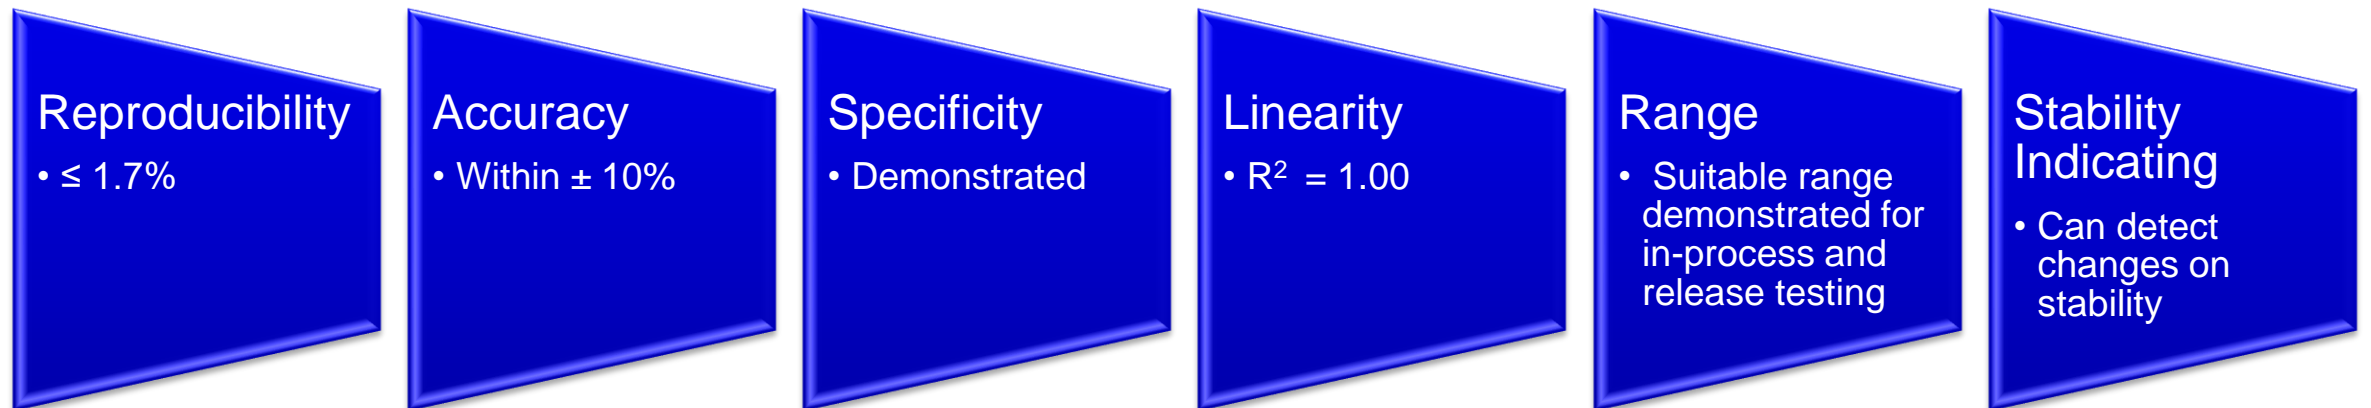 Reproducibility
• ≤ 1.7%
Accuracy
• Within ± 10%
Specificity
• Demonstrated
Linearity
• R² = 1.00
Range
• Suitable range
demonstrated for
in-process and
release testing
Stability
Indicating
• Can detect
changes on
stability